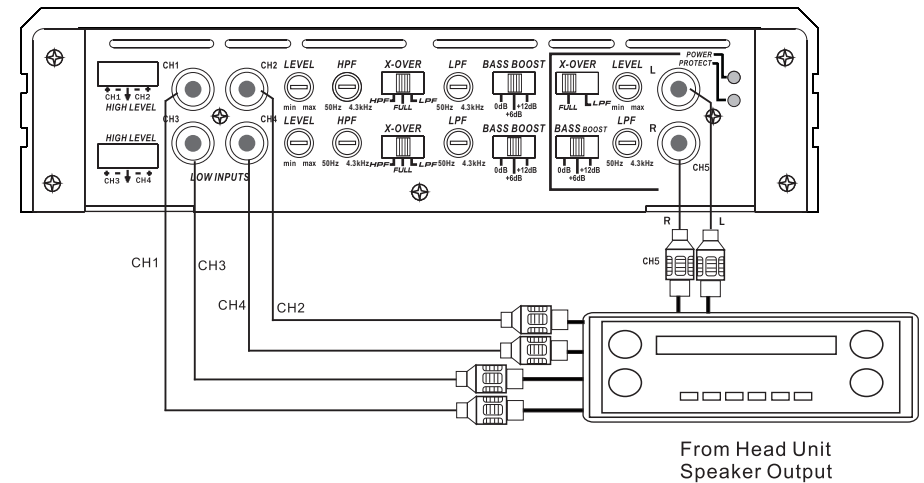 POWER
PROTECT
CH1 CH2 LEVEL HPF X-OVER LPF BASS BOOST X-OVER LEVEL L
CH1 CH2
HIGH LEVEL
min max 50Hz 4.3kHz HPF FULL LPF 50Hz 4.3kHz 0dB +6dB +12dB FULL LPF min max
CH3 CH4 LEVEL HPF X-OVER LPF BASS BOOST BASS BOOST LPF R
HIGH LEVEL
min max 50Hz 4.3kHz HPF FULL LPF 50Hz 4.3kHz 0dB +6dB +12dB 0dB +6dB +12dB 50Hz 4.3kHz CH5
CH3 CH4
LOW INPUTS
R L
CH1 CH3 CH5
CH4 CH2
From Head Unit
Speaker Output